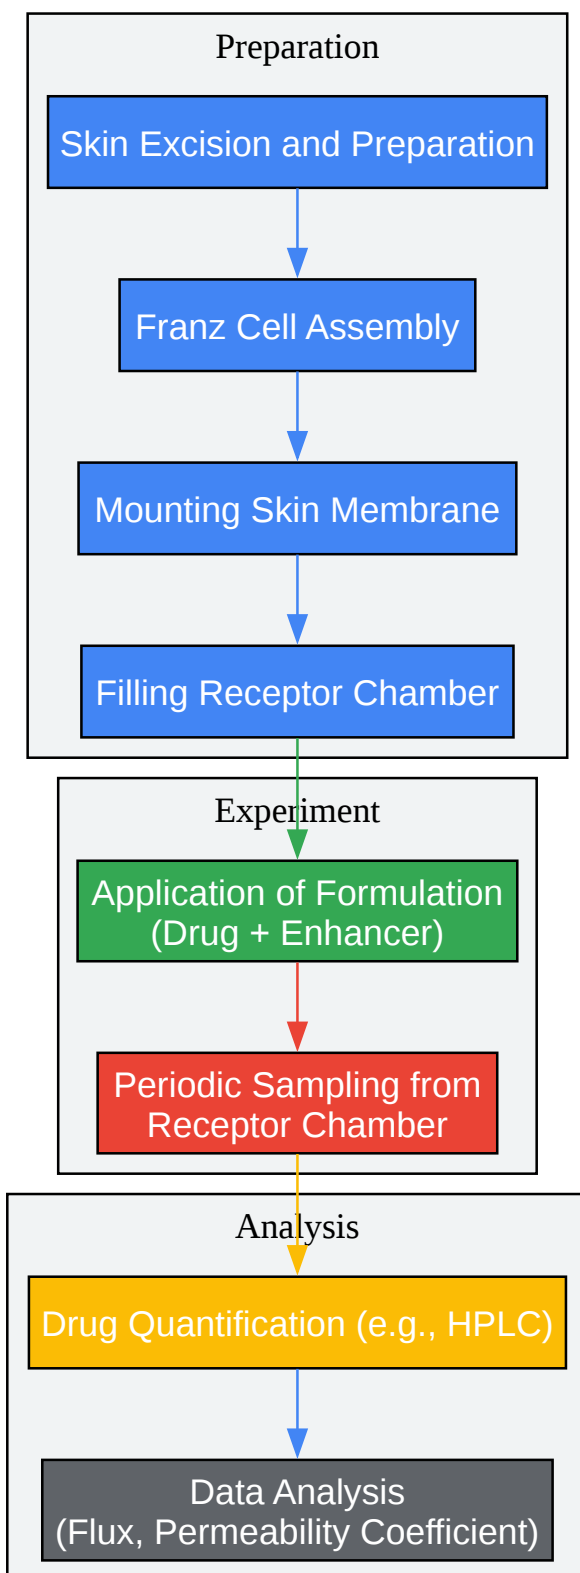 Preparation
Skin Excision and Preparation
Franz Cell Assembly
Mounting Skin Membrane
Filling Receptor Chamber
Experiment
Application of Formulation
(Drug + Enhancer)
Periodic Sampling from
Receptor Chamber
Analysis
Drug Quantification (e.g., HPLC)
Data Analysis
(Flux, Permeability Coefficient)